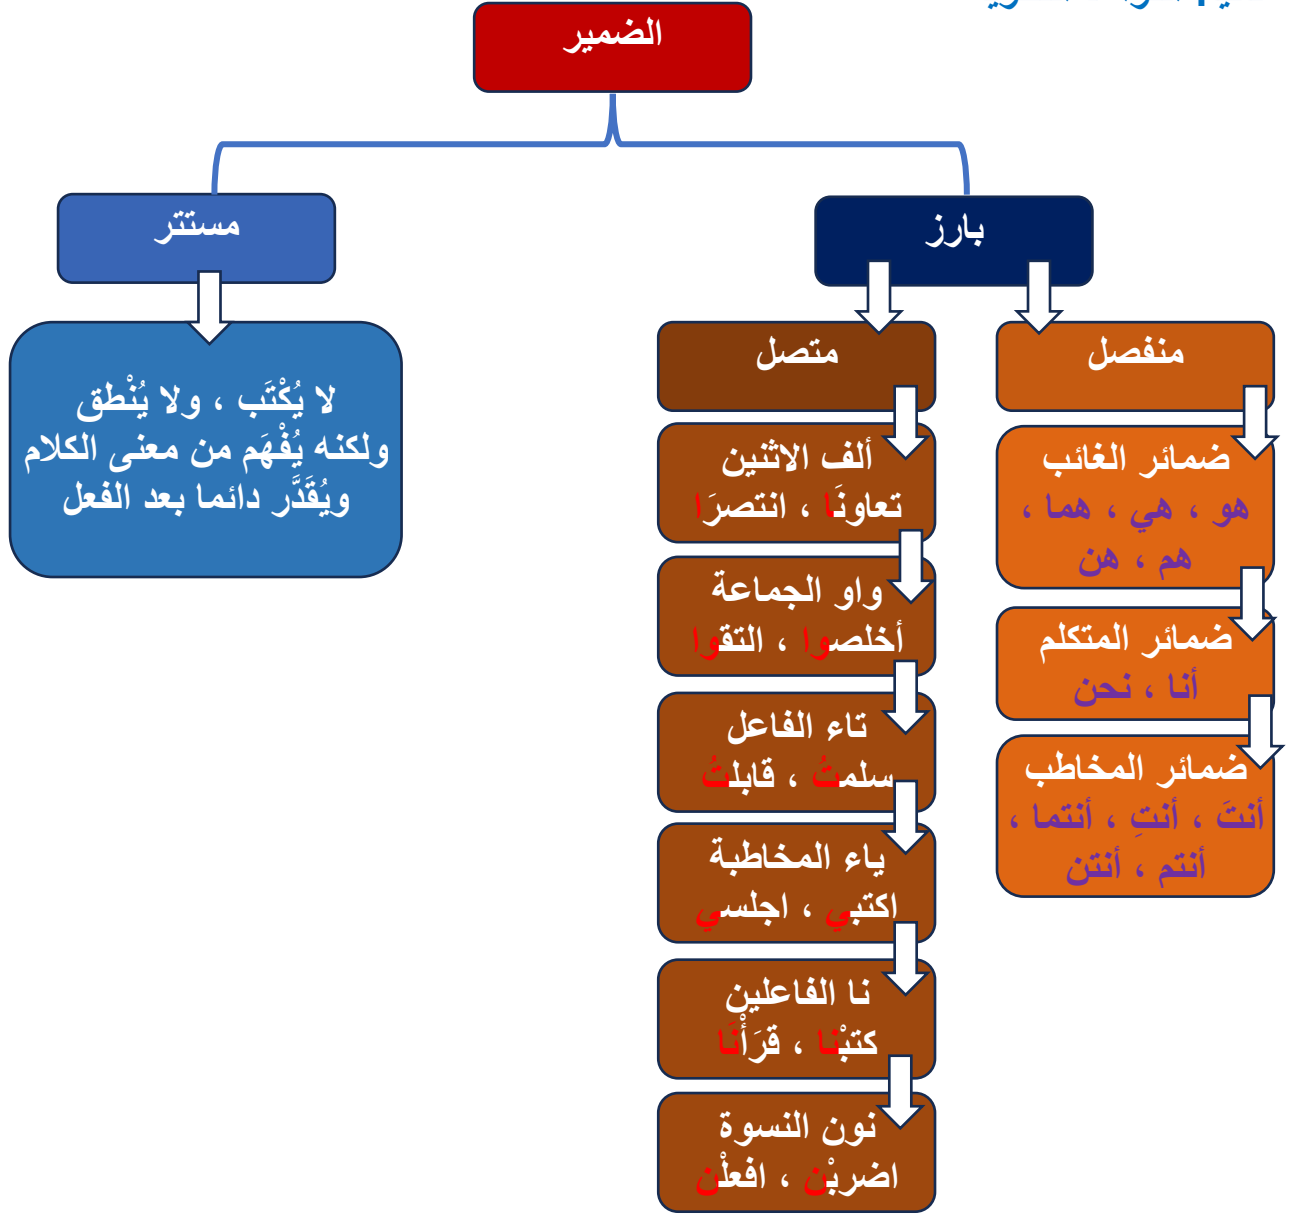 الضمير
بارز
مستتر
منفصل
ضمائر الغائب
هو ، هي ، هما ،
هم ، هن
ضمائر المتكلم
أنا ، نحن
ضمائر المخاطب
أنتَ ، أنتِ ، أنتما ،
أنتم ، أنتن
متصل
ألف الاثنين
تعاونَا ، انتصرَا
واو الجماعة
أخلصوا ، التقوا
تاء الفاعل
سلمتُ ، قابلتُ
ياء المخاطبة
اكتبي ، اجلسي
نا الفاعلين
كتبْنا ، قرَأْنَا
نون النسوة
اضربْن ، افعلْن
لا يُكْتَب ، ولا يُنْطق
ولكنه يُفْهَم من معنى الكلام
ويُقَدَّر دائما بعد الفعل